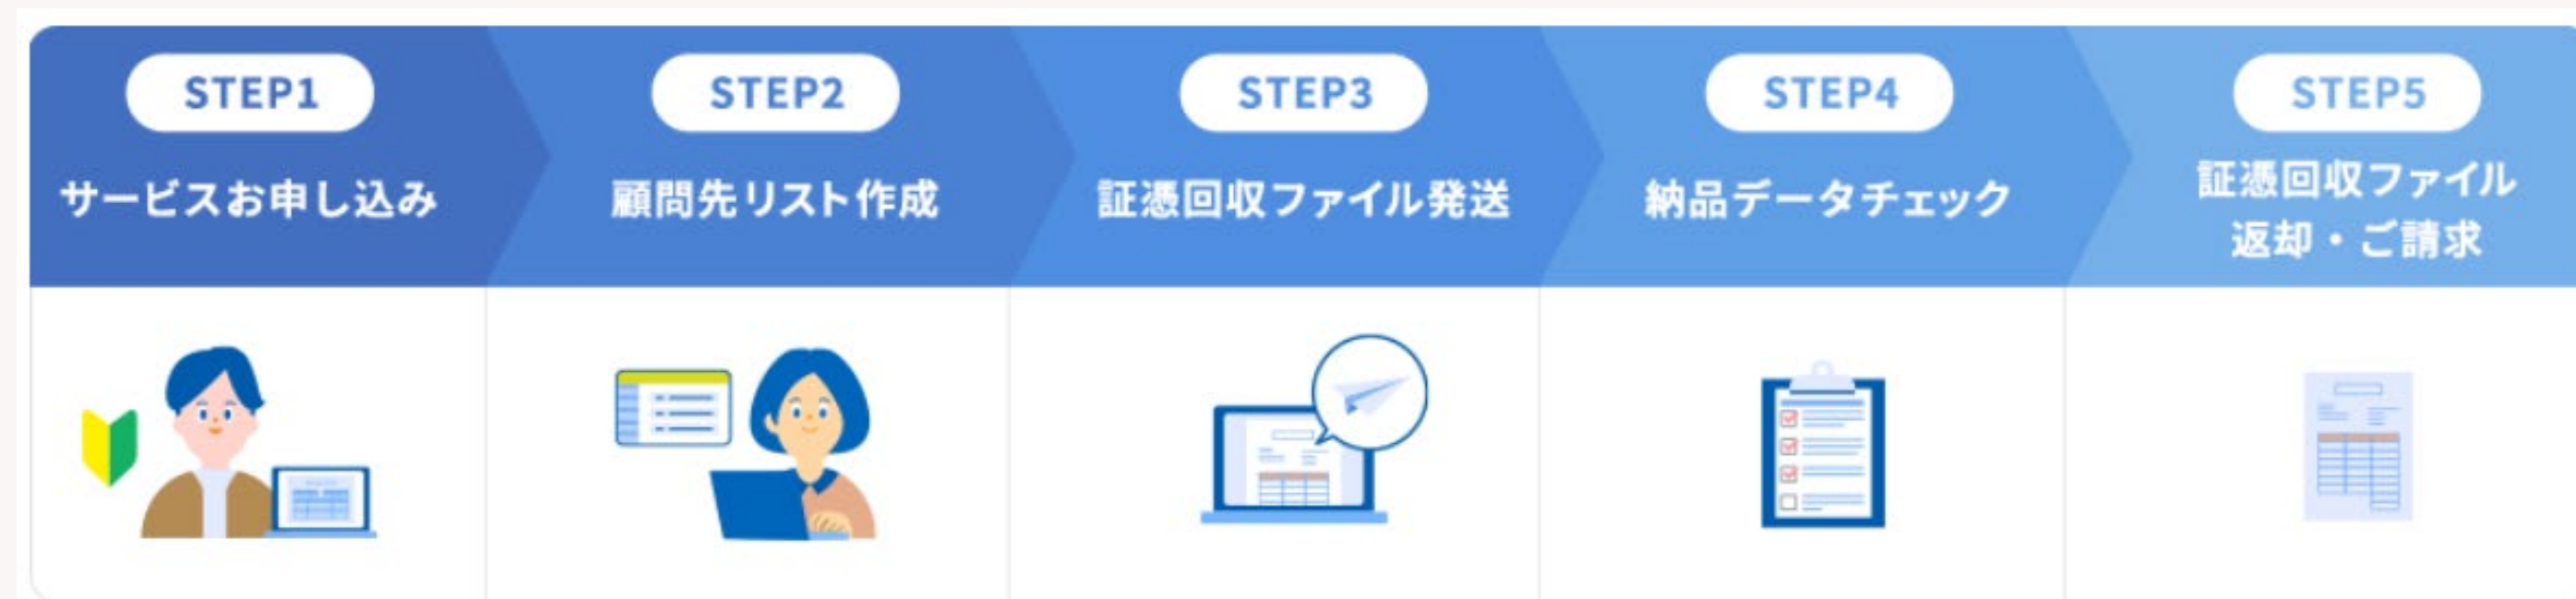 STEP1
サービスお申し込み
STEP2
顧問先リスト作成
STEP3
証憑回収ファイル発送
STEP4
納品データチェック
STEP5
証憑回収ファイル
返却・ご請求